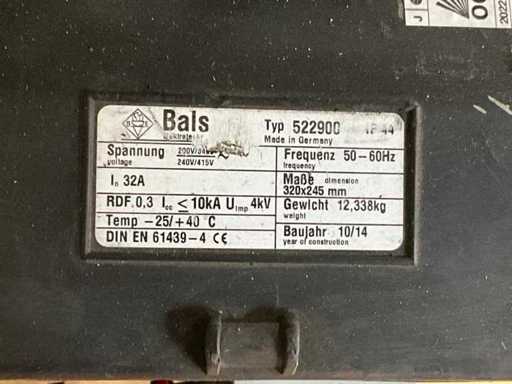 Bals
Elektrotechnik
Typ 522900 IP 44
Made in Germany
Spannung
voltage
240V/415V
Frequenz 50-60Hz
frequency
In 32A
Maße dimension
320x245 mm
RDF.0,3 Icc ≤10kA Uimp 4kV
Gewicht 12,338kg
weight
Temp -25/+40°C
DIN EN 61439-4 CE
Baujahr 10/14
year of construction
2022